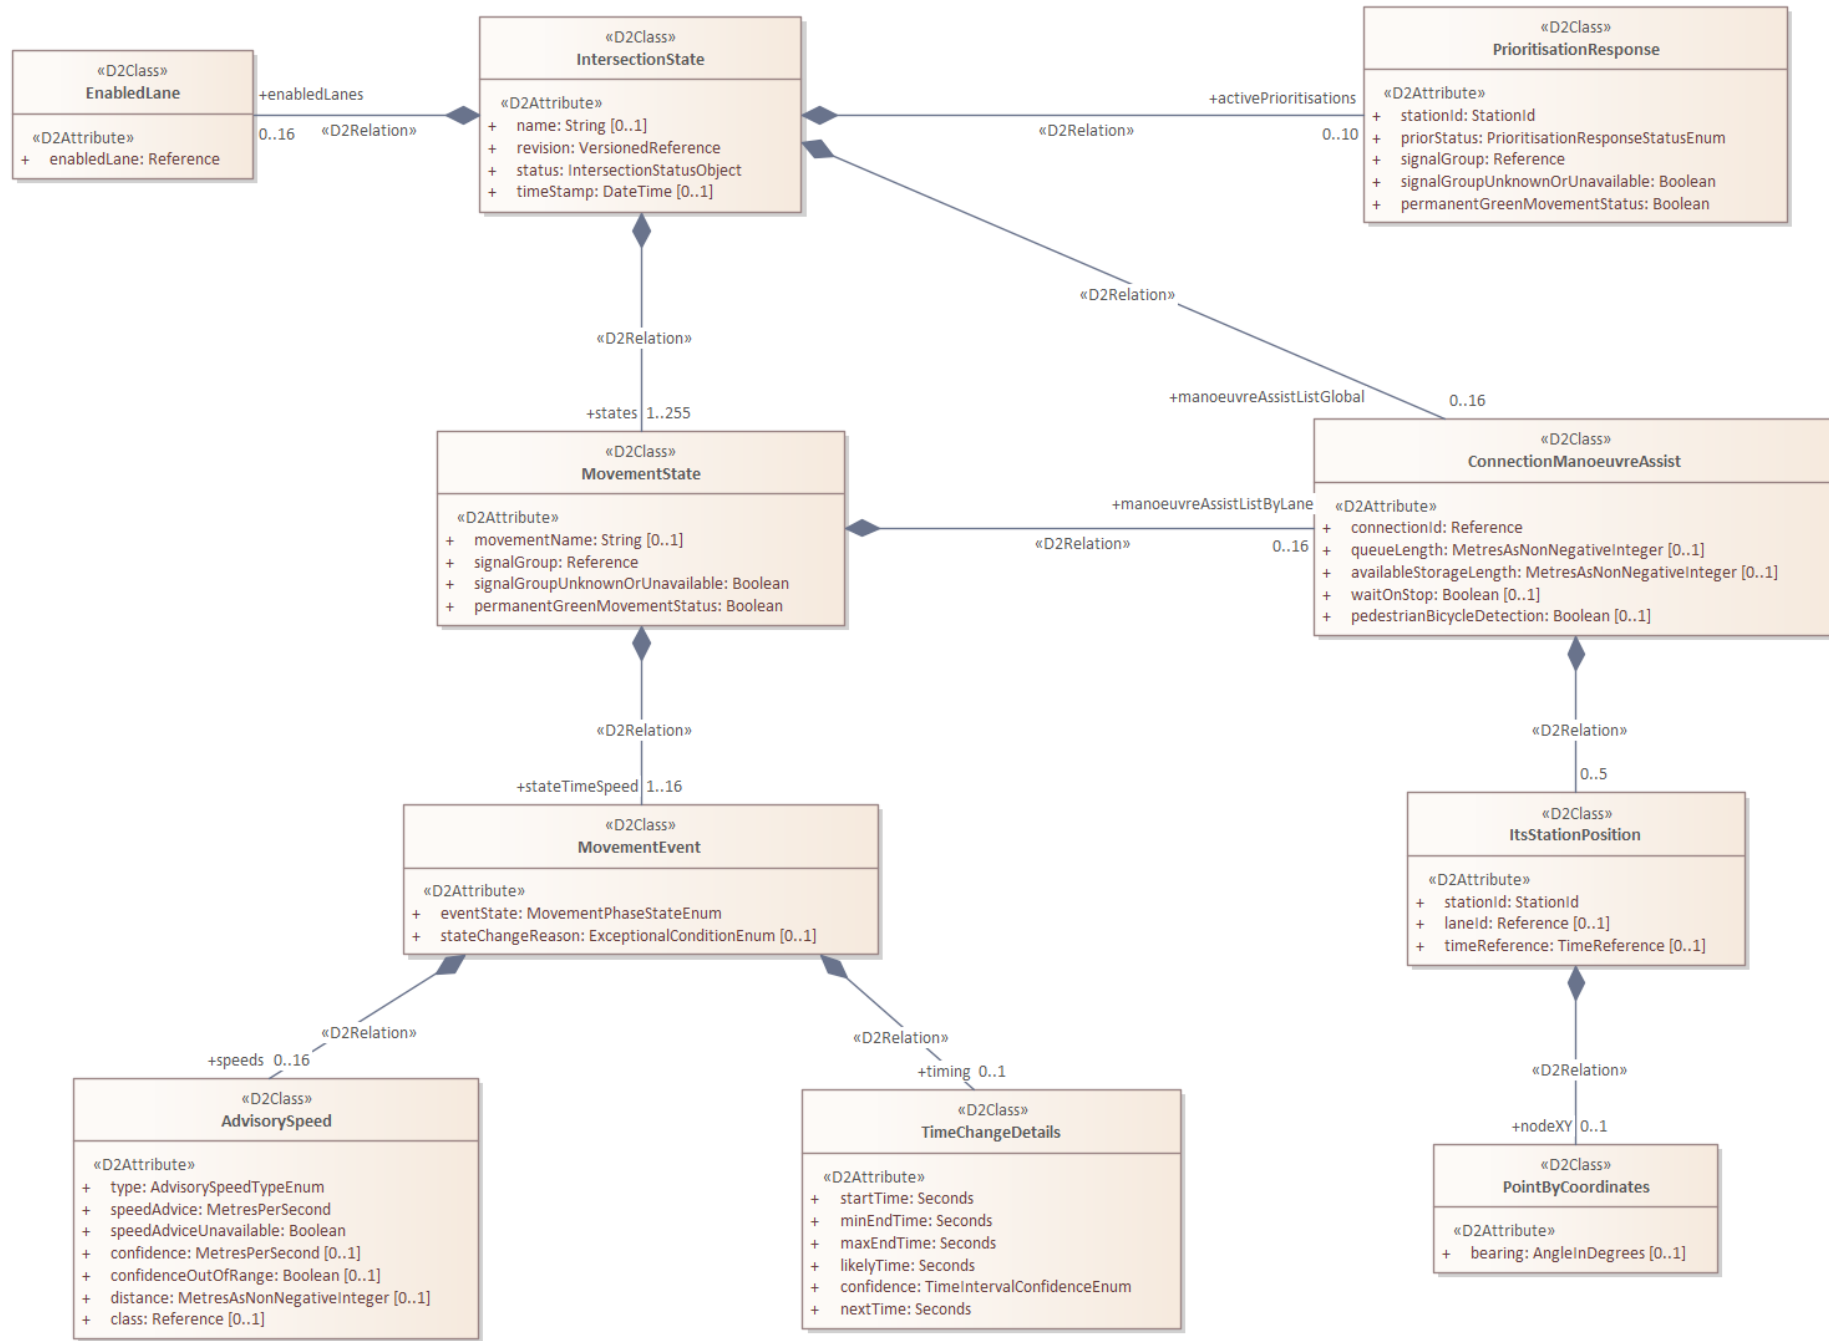 «D2Class»
EnabledLane
«D2Attribute»
+ enabledLane: Reference
+enabledLanes
0..16
«D2Relation»
«D2Class»
IntersectionState
«D2Attribute»
+ name: String [0..1]
+ revision: VersionedReference
+ status: IntersectionStatusObject
+ timeStamp: DateTime [0..1]
+activePrioritisations
«D2Relation»
0..10
«D2Class»
PrioritisationResponse
«D2Attribute»
+ stationId: StationId
+ priorStatus: PrioritisationResponseStatusEnum
+ signalGroup: Reference
+ signalGroupUnknownOrUnavailable: Boolean
+ permanentGreenMovementStatus: Boolean
«D2Relation»
+manoeuvreAssistListGlobal
0..16
«D2Relation»
+states 1..255
«D2Class»
MovementState
«D2Attribute»
+ movementName: String [0..1]
+ signalGroup: Reference
+ signalGroupUnknownOrUnavailable: Boolean
+ permanentGreenMovementStatus: Boolean
+manoeuvreAssistListByLane
«D2Relation»
0..16
«D2Class»
ConnectionManoeuvreAssist
«D2Attribute»
+ connectionId: Reference
+ queueLength: MetresAsNonNegativeInteger [0..1]
+ availableStorageLength: MetresAsNonNegativeInteger [0..1]
+ waitOnStop: Boolean [0..1]
+ pedestrianBicycleDetection: Boolean [0..1]
«D2Relation»
+stateTimeSpeed 1..16
«D2Class»
MovementEvent
«D2Attribute»
+ eventState: MovementPhaseStateEnum
+ stateChangeReason: ExceptionalConditionEnum [0..1]
«D2Relation»
0..5
«D2Class»
ItsStationPosition
«D2Attribute»
+ stationId: StationId
+ laneId: Reference [0..1]
+ timeReference: TimeReference [0..1]
«D2Relation»
+speeds 0..16
«D2Class»
AdvisorySpeed
«D2Attribute»
+ type: AdvisorySpeedTypeEnum
+ speedAdvice: MetresPerSecond
+ speedAdviceUnavailable: Boolean
+ confidence: MetresPerSecond [0..1]
+ confidenceOutOfRange: Boolean [0..1]
+ distance: MetresAsNonNegativeInteger [0..1]
+ class: Reference [0..1]
«D2Relation»
+timing 0..1
«D2Class»
TimeChangeDetails
«D2Attribute»
+ startTime: Seconds
+ minEndTime: Seconds
+ maxEndTime: Seconds
+ likelyTime: Seconds
+ confidence: TimeIntervalConfidenceEnum
+ nextTime: Seconds
«D2Relation»
+nodeXY 0..1
«D2Class»
PointByCoordinates
«D2Attribute»
+ bearing: AngleInDegrees [0..1]